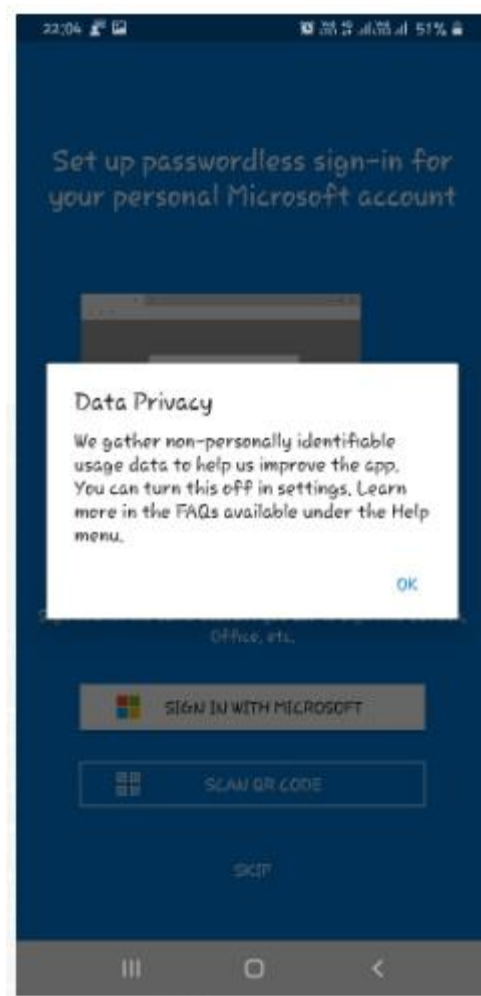 22:04
51%
Set up passwordless sign-in for
your personal Microsoft account
Data Privacy
We gather non-personally identifiable
usage data to help us improve the app.
You can turn this off in settings. Learn
more in the FAQs available under the Help
menu.
OK
Office, etc.
SIGN IN WITH MICROSOFT
SCAN QR CODE
SKIP